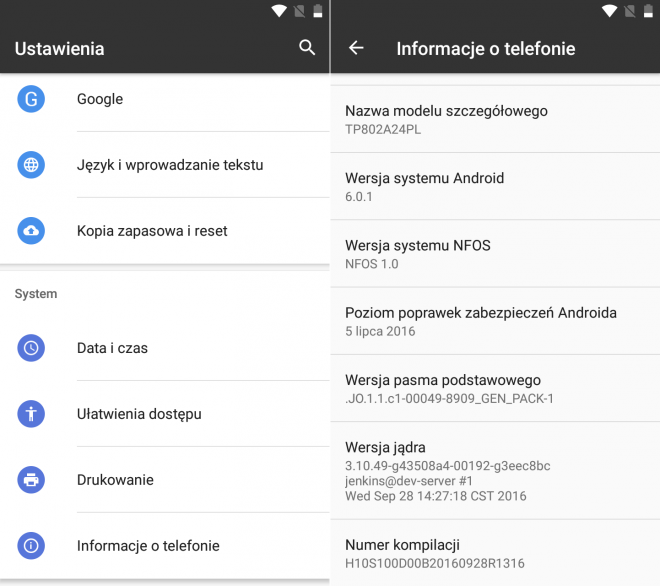 Ustawienia
G
Google
Język i wprowadzanie tekstu
Kopia zapasowa i reset
System
Data i czas
Ułatwienia dostępu
Drukowanie
Informacje o telefonie
Informacje o telefonie
Nazwa modelu szczegółowego
TP802A24PL
Wersja systemu Android
6.0.1
Wersja systemu NFOS
NFOS 1.0
Poziom poprawek zabezpieczeń Androida
5 lipca 2016
Wersja pasma podstawowego
.JO.1.1.c1-00049-8909_GEN_PACK-1
Wersja jądra
3.10.49-g43508a4-00192-g3eec8bc
jenkins@dev-server #1
Wed Sep 28 14:27:18 CST 2016
Numer kompilacji
H10S100D00B20160928R1316